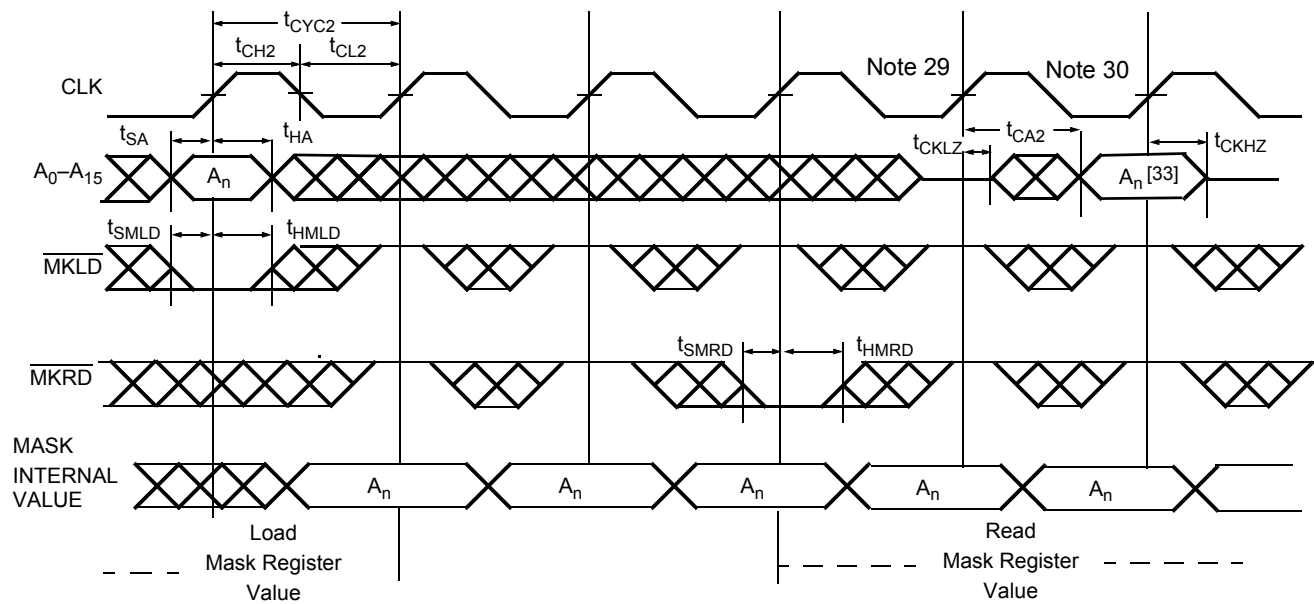 tCYC2
tCH2 tCL2
CLK
Note 29 Note 30
tSA tHA tCKLZ tCA2 tCKHZ
A0–A15 An An [33]
tSMLD tHMLD
MKLD
tSMRD tHMRD
MKRD
MASK
INTERNAL
VALUE
An An An An An
Load Read
Mask Register Mask Register
Value Value